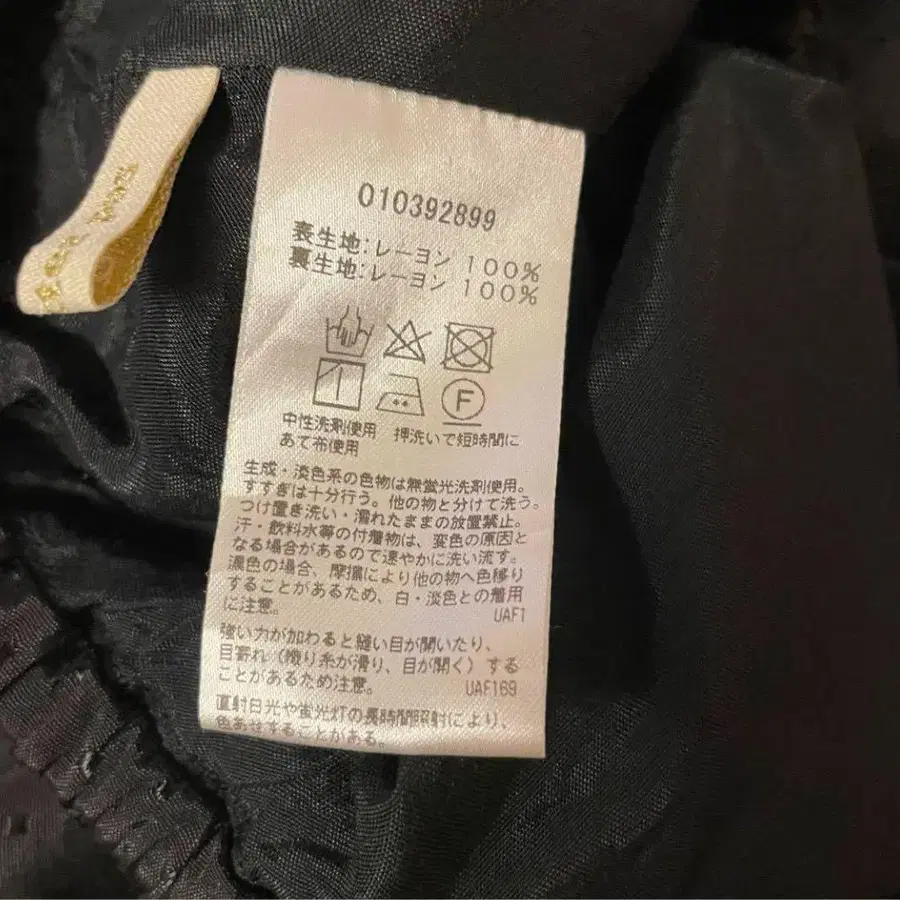 010392899
表生地:レーヨン 100%
裏生地:レーヨン 100%
F
中性洗剤使用 押洗いで短時間に
あて布使用
生成・淡色系の色物は無蛍光洗剤使用。
すすぎは十分行う。他の物と分けて洗う。
つけ置き洗い・濡れたままの放置禁止。
汗・飲料水等の付着物は、変色の原因と
なる場合があるので速やかに洗い流す。
濃色の場合、摩擦により他の物へ色移り
することがあるため、白・淡色との着用
に注意。 UAF1
強い力が加わると縫い目が開いたり、
目寄れ(織り糸が滑り、目が開く)する
ことがあるため注意。 UAF169
直射日光や蛍光灯の長時間照射により、
色あせすることがある。